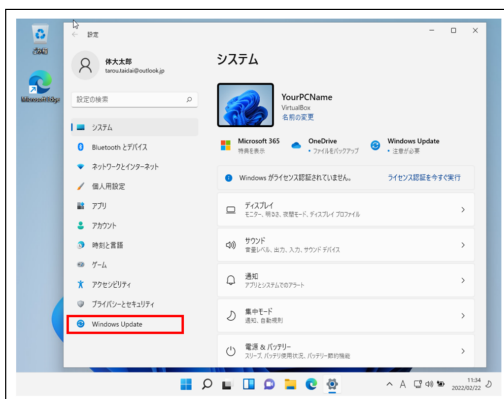 ごみ箱
Microsoft Edge
設定
体大太郎
tarou.taidai@outlook.jp
設定の検索
システム
Bluetooth とデバイス
ネットワークとインターネット
個人用設定
アプリ
アカウント
時刻と言語
ゲーム
アクセシビリティ
プライバシーとセキュリティ
Windows Update
システム
YourPCName
VirtualBox
名前の変更
Microsoft 365
特典を表示
OneDrive
• ファイルをバックアップ
Windows Update
• 注意が必要
Windows がライセンス認証されていません。
ライセンス認証を今すぐ実行
ディスプレイ
モニター、明るさ、夜間モード、ディスプレイ プロファイル
サウンド
音量レベル、出力、入力、サウンド デバイス
通知
アプリとシステムでのアラート
集中モード
通知、自動規則
電源 & バッテリー
スリープ、バッテリ使用状況、バッテリー節約機能
A
11:34
2022/02/22